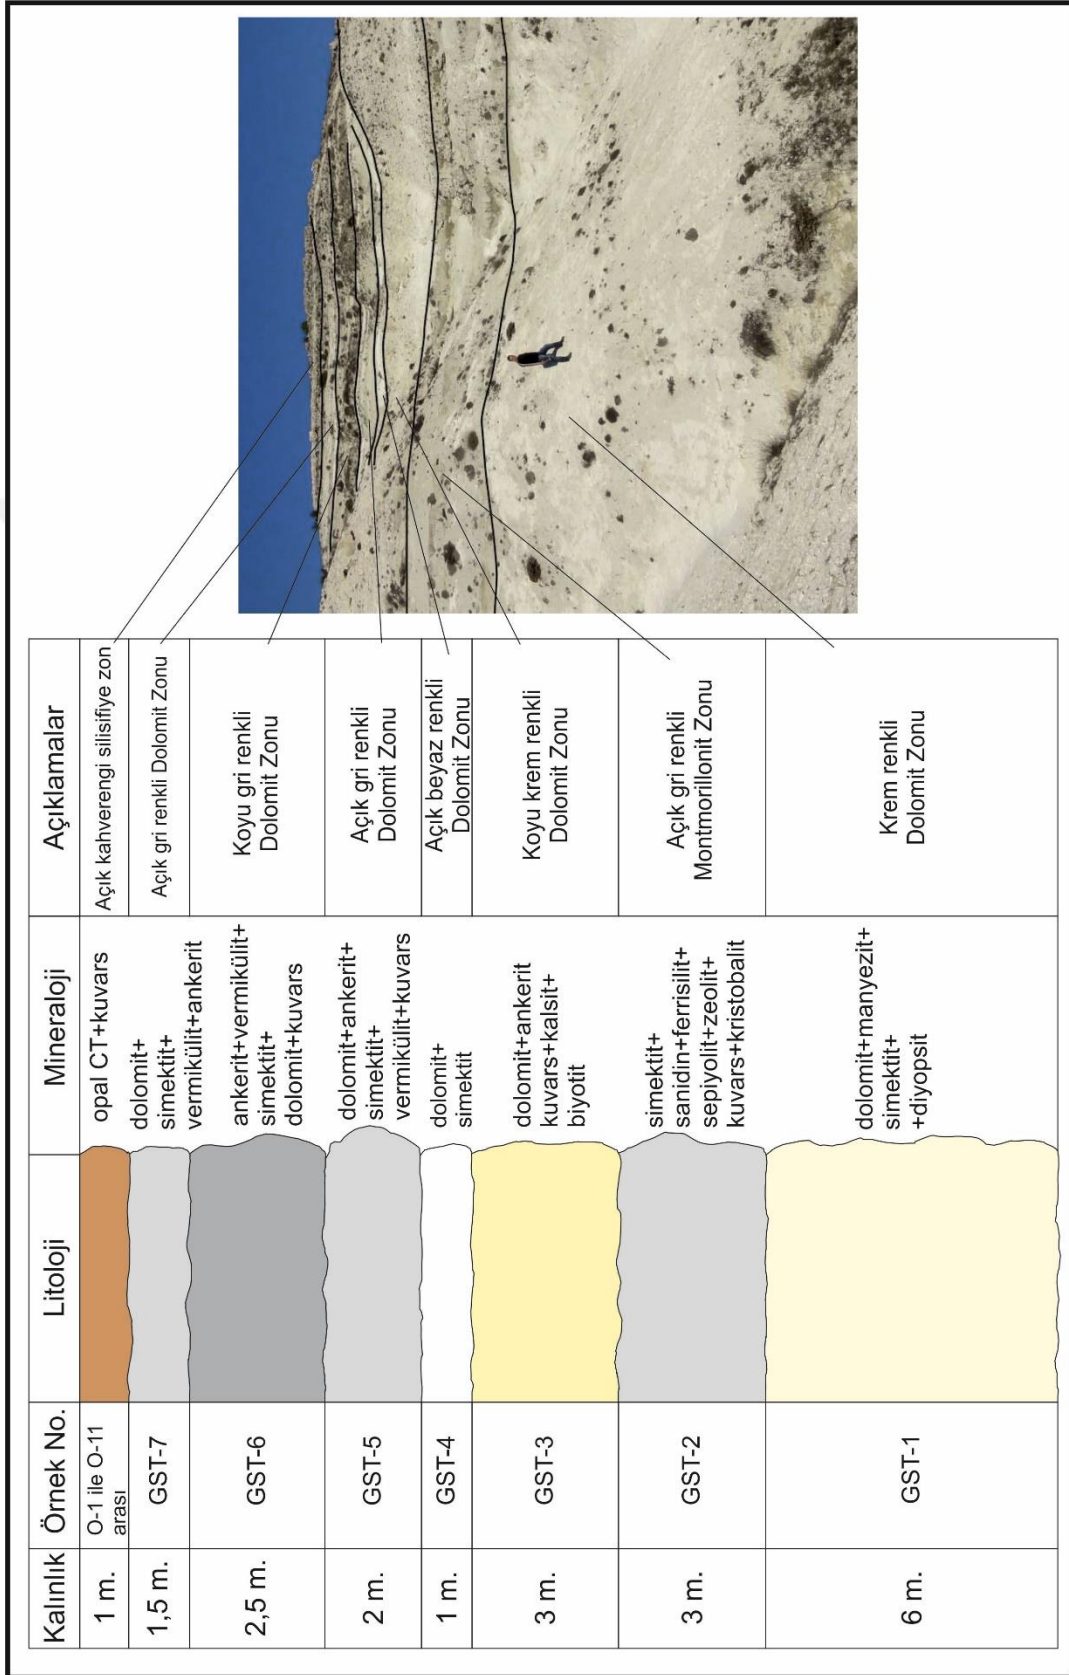 Kalınlık
Örnek No.
Litoloji
Mineraloji
Açıklamalar
1 m.
O-1 ile O-11
arası
opal CT+kuvars
Açık kahverengi silisifiye zon
1,5 m.
GST-7
dolomit+
simektit+
vermikülit+ankerit
Açık gri renkli Dolomit Zonu
2,5 m.
GST-6
ankerit+vermikülit+
simektit+
dolomit+kuvars
Koyu gri renkli
Dolomit Zonu
2 m.
GST-5
dolomit+ankerit+
simektit+
vermikülit+kuvars
Açık gri renkli
Dolomit Zonu
1 m.
GST-4
dolomit+
simektit
Açık beyaz renkli
Dolomit Zonu
3 m.
GST-3
dolomit+ankerit
kuvars+kalsit+
biyotit
Koyu krem renkli
Dolomit Zonu
3 m.
GST-2
simektit+
sanidin+ferrisilit+
sepiyolit+zeolit+
kuvars+kristobalit
Açık gri renkli
Montmorillonit Zonu
6 m.
GST-1
dolomit+manyezit+
simektit+
+diyopsit
Krem renkli
Dolomit Zonu